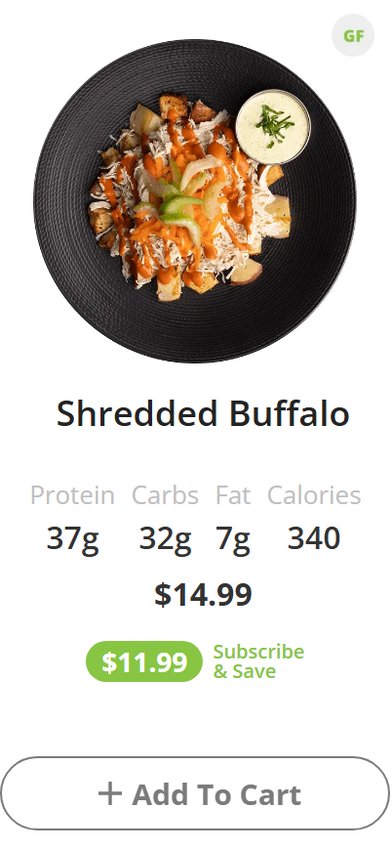 GF
Shredded Buffalo
Protein Carbs Fat Calories
37g 32g 7g 340
$14.99
$11.99 Subscribe
& Save
+ Add To Cart